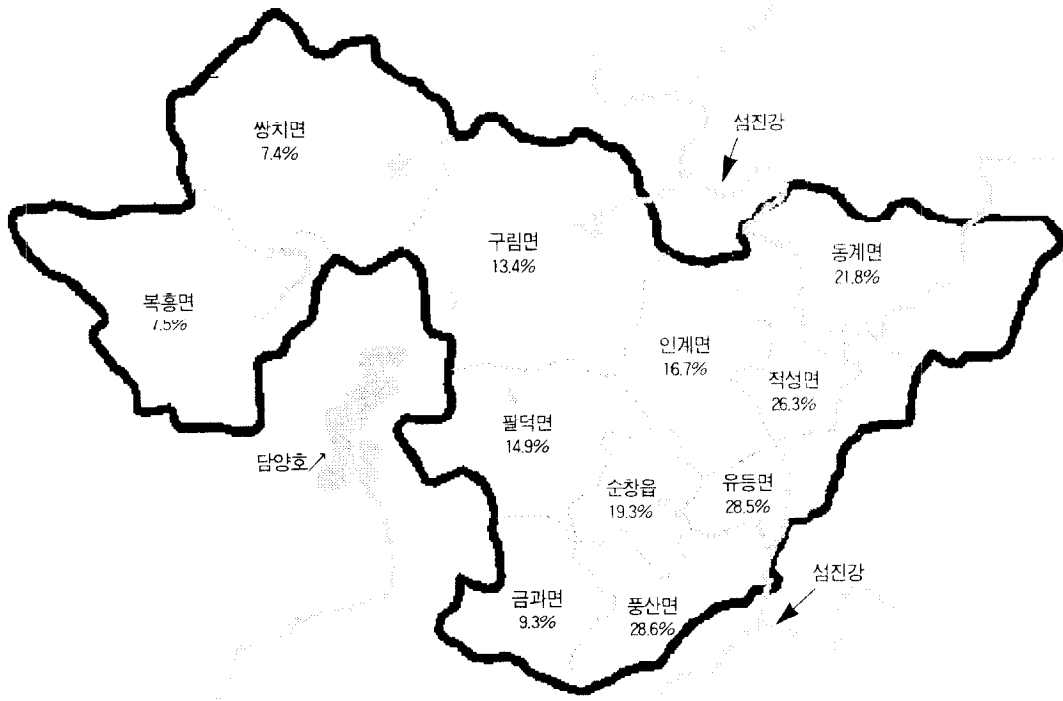 쌍치면
7.4%
섬진강
구림면
13.4%
동계면
21.8%
복흥면
7.5%
인계면
16.7%
적성면
26.3%
필덕면
14.9%
담양호↗
순창읍
19.3%
유등면
28.5%
섬진강
금과면
9.3%
풍산면
28.6%